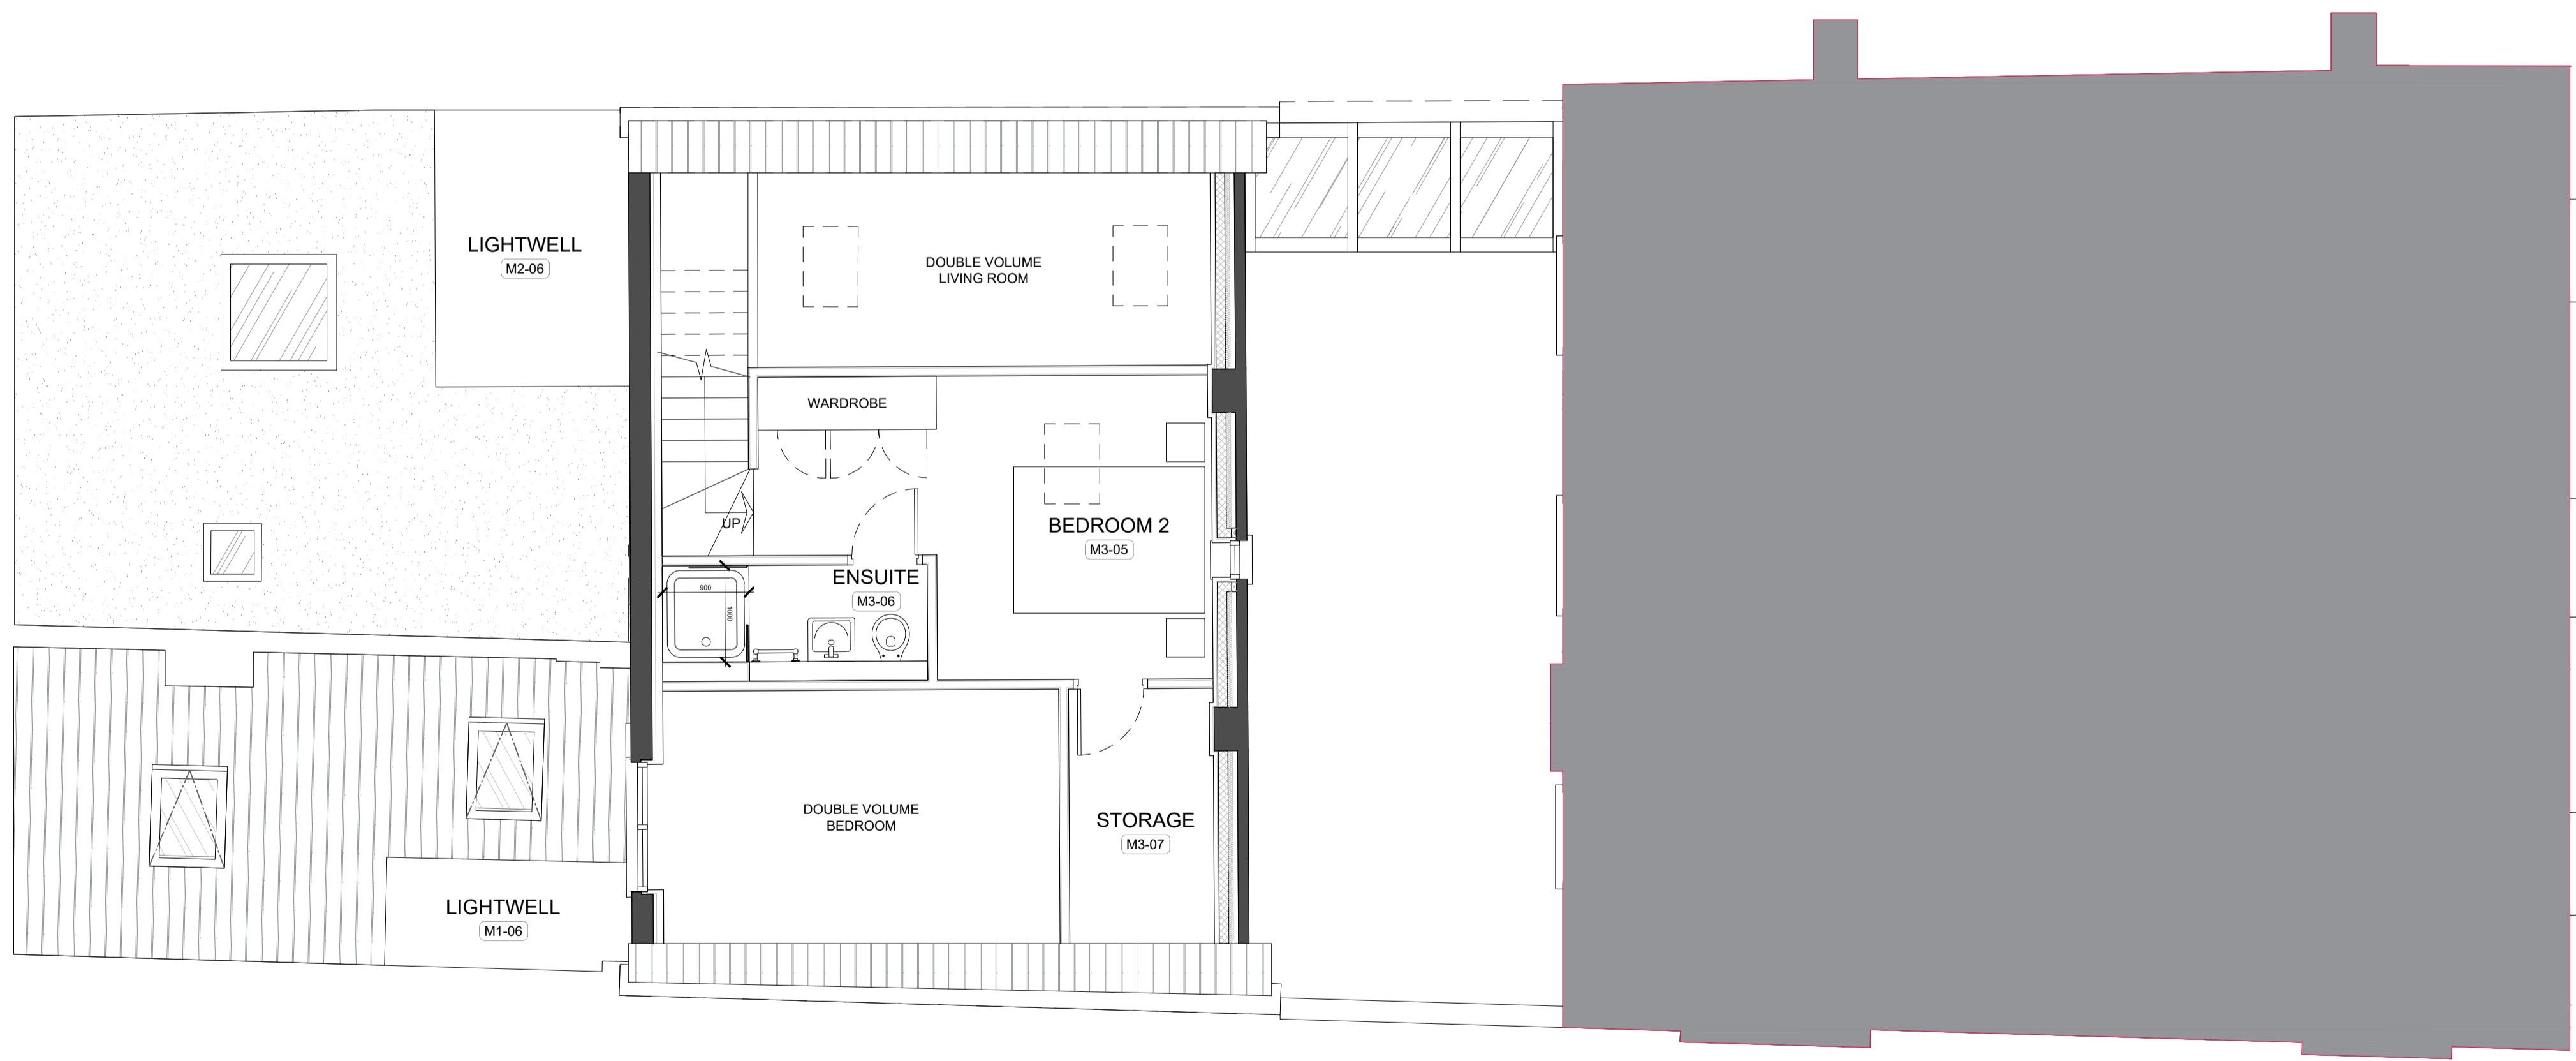 LIGHTWELL
M2-06
DOUBLE VOLUME
LIVING ROOM
WARDROBE
UP
BEDROOM 2
M3-05
ENSUITE
M3-06
900
1000
DOUBLE VOLUME
BEDROOM
STORAGE
M3-07
LIGHTWELL
M1-06